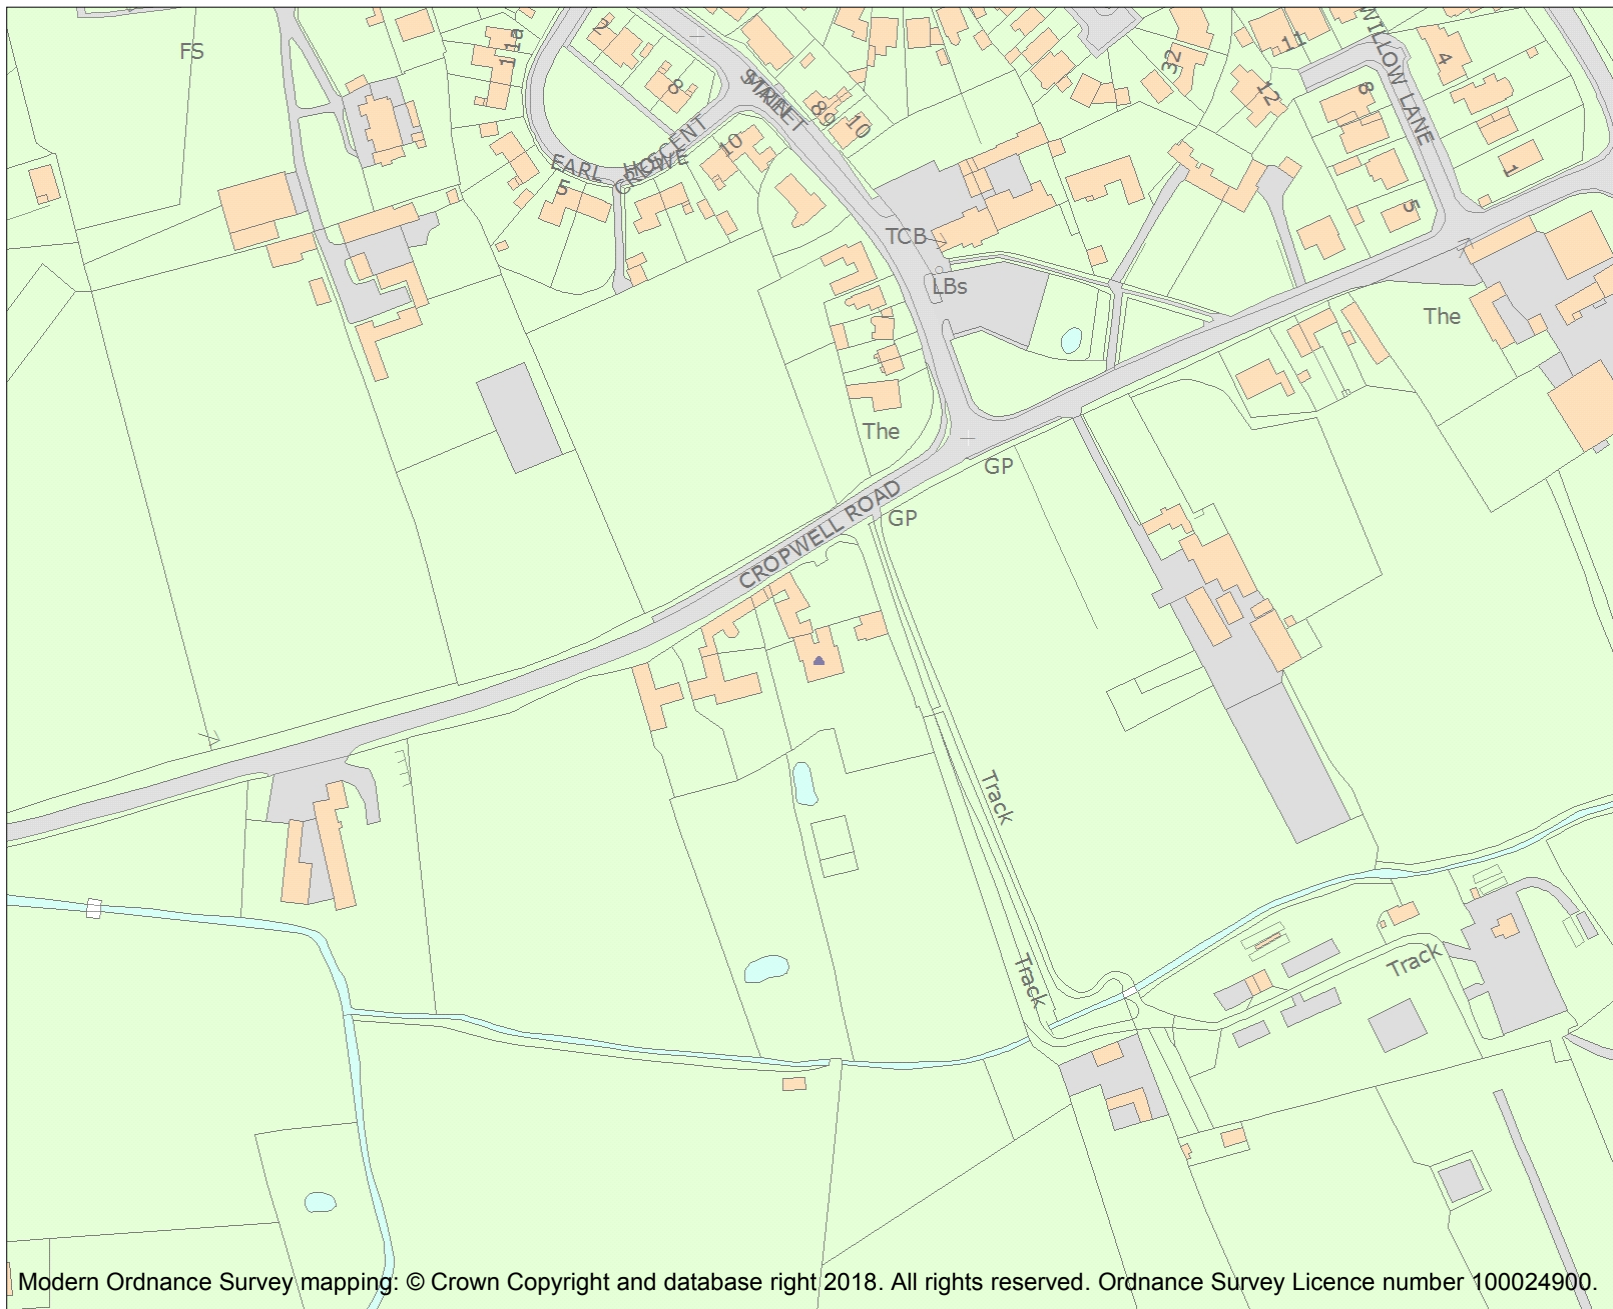 FS
11a
2
8
MAIN
STREET
8g
10
32
11
12
WILLOW LANE
4
8
1
5
EARL HOWE
CRESCENT
5
10
TCB
LBs
The
The
GP
GP
CROPWELL ROAD
Track
Track
Track
Modern Ordnance Survey mapping: © Crown Copyright and database right 2018. All rights reserved. Ordnance Survey Licence number 100024900.